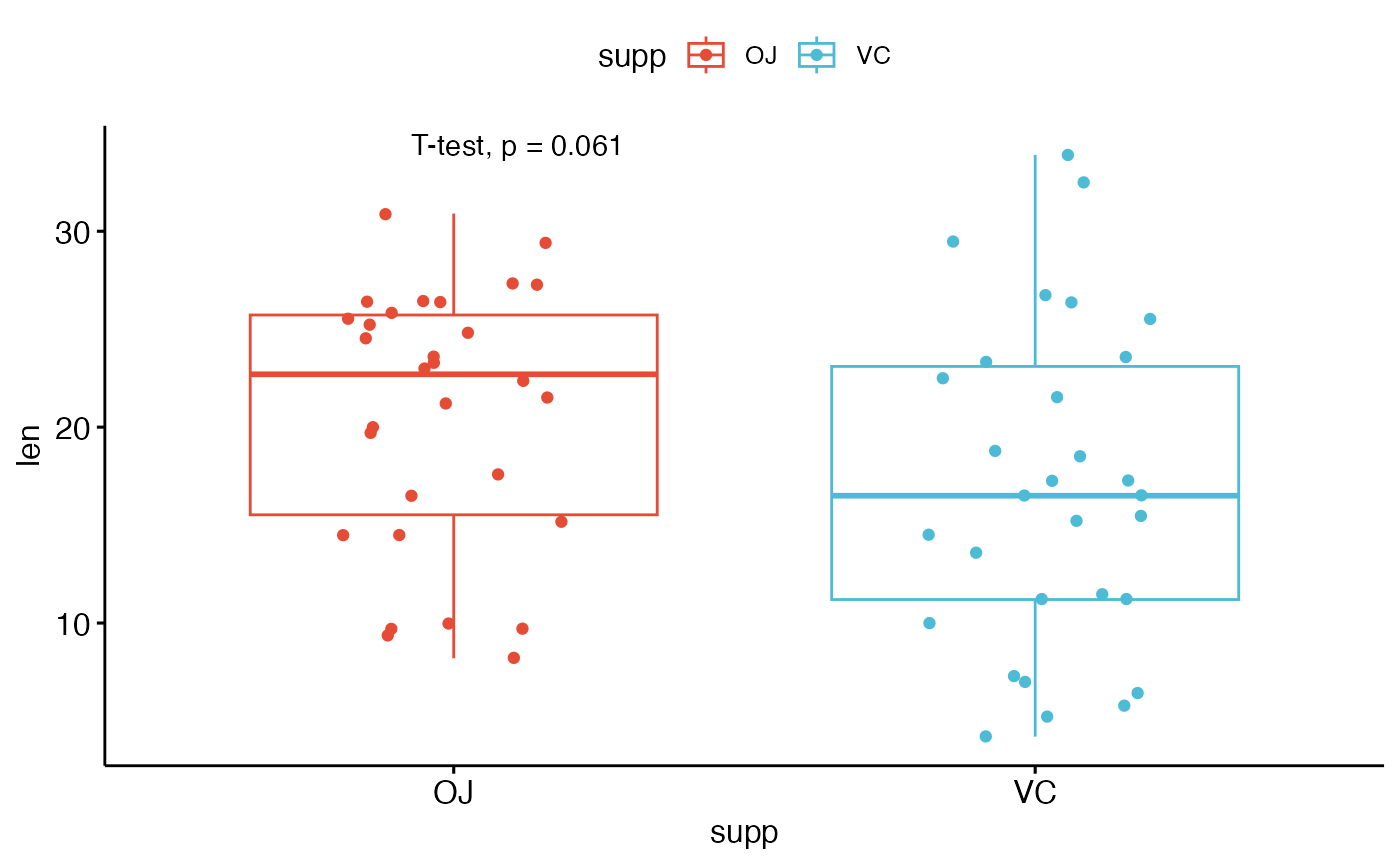 supp OJ VC
T-test, p = 0.061
30
20
10
len
OJ VC
supp